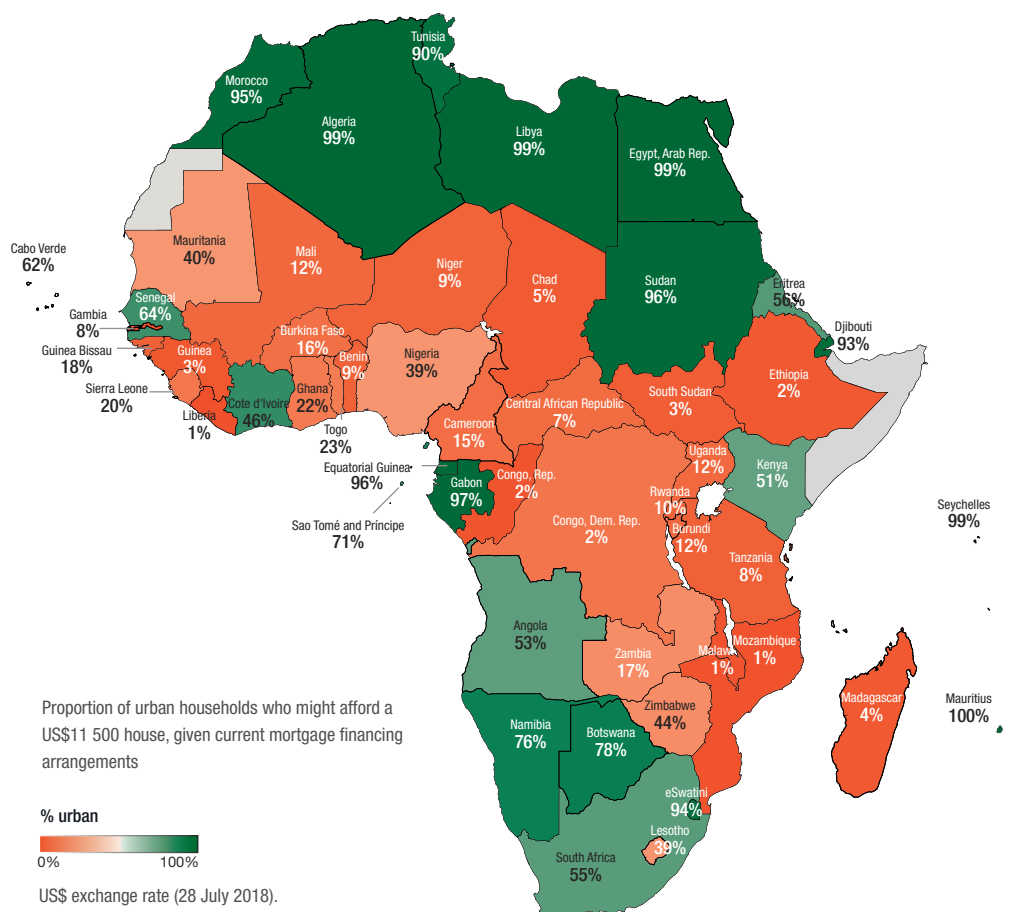 Tunisia
90%
Morocco
95%
Algeria
99%
Libya
99%
Egypt, Arab Rep.
99%
Mauritania
40%
Cabo Verde
62%
Mali
12%
Niger
9%
Chad
5%
Sudan
96%
Eritrea
56%
Senegal
64%
Gambia
8%
Djibouti
93%
Guinea Bissau
18%
Guinea
3%
Burkina Faso
16%
Benin
9%
Nigeria
39%
Ethiopia
2%
Sierra Leone
20%
Cote d'Ivoire
46%
Ghana
22%
South Sudan
3%
Central African Republic
7%
Liberia
1%
Togo
23%
Cameroon
15%
Uganda
12%
Kenya
51%
Equatorial Guinea
96%
Gabon
97%
Congo, Rep.
2%
Rwanda
10%
Sao Tomé and Príncipe
71%
Congo, Dem. Rep.
2%
Burundi
12%
Seychelles
99%
Tanzania
8%
Angola
53%
Zambia
17%
Malawi
1%
Mozambique
1%
Madagascar
4%
Mauritius
100%
Zimbabwe
44%
Namibia
76%
Botswana
78%
eSwatini
94%
Lesotho
39%
South Africa
55%
Proportion of urban households who might afford a
US$11 500 house, given current mortgage financing
arrangements
% urban
0%
100%
US$ exchange rate (28 July 2018).